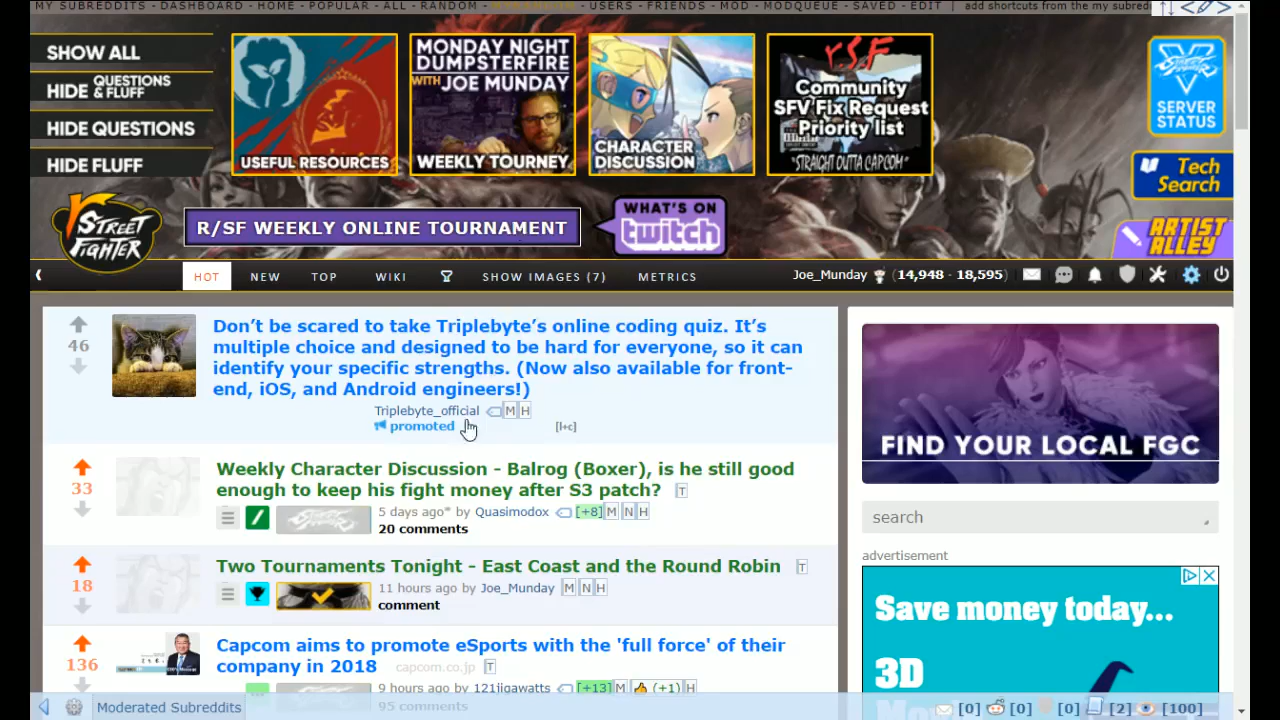 MY SUBREDDITS - DASHBOARD - HOME - POPULAR - ALL - RANDOM - USERS - FRIENDS - MOD - MODQUEUE - SAVED - EDIT | add shortcuts from the my subredi
SHOW ALL
HIDE QUESTIONS & FLUFF
HIDE QUESTIONS
HIDE FLUFF
USEFUL RESOURCES
MONDAY NIGHT
DUMPSTERFIRE
WITH JOE MUNDAY
WEEKLY TOURNEY
CHARACTER
DISCUSSION
r.S.F
Community
SFV Fix Request
Priority list
"STRAIGHT OUTTA CAPCOM"
STREET FIGHTER
V
SERVER
STATUS
Tech
Search
ARTIST
ALLEY
r/STREET
FIGHTER
R/SF WEEKLY ONLINE TOURNAMENT
WHAT'S ON
twitch
HOT NEW TOP WIKI SHOW IMAGES (7) METRICS Joe_Munday (14,948 · 18,595)
46
Don't be scared to take Triplebyte's online coding quiz. It's
multiple choice and designed to be hard for everyone, so it can
identify your specific strengths. (Now also available for front-
end, iOS, and Android engineers!)
Triplebyte_official M H
promoted [l+c]
33
Weekly Character Discussion - Balrog (Boxer), is he still good
enough to keep his fight money after S3 patch? T
5 days ago* by Quasimodox [+8] M N H
20 comments
18
Two Tournaments Tonight - East Coast and the Round Robin T
11 hours ago by Joe_Munday M N H
comment
136
Capcom aims to promote eSports with the 'full force' of their
company in 2018 capcom.co.jp T
9 hours ago by 121jigawatts [+13] M (+1) H
95 comments
FIND YOUR LOCAL FGC
search
advertisement
Save money today...
3D
Moderated Subreddits [0] [0] [0] [2] [100]